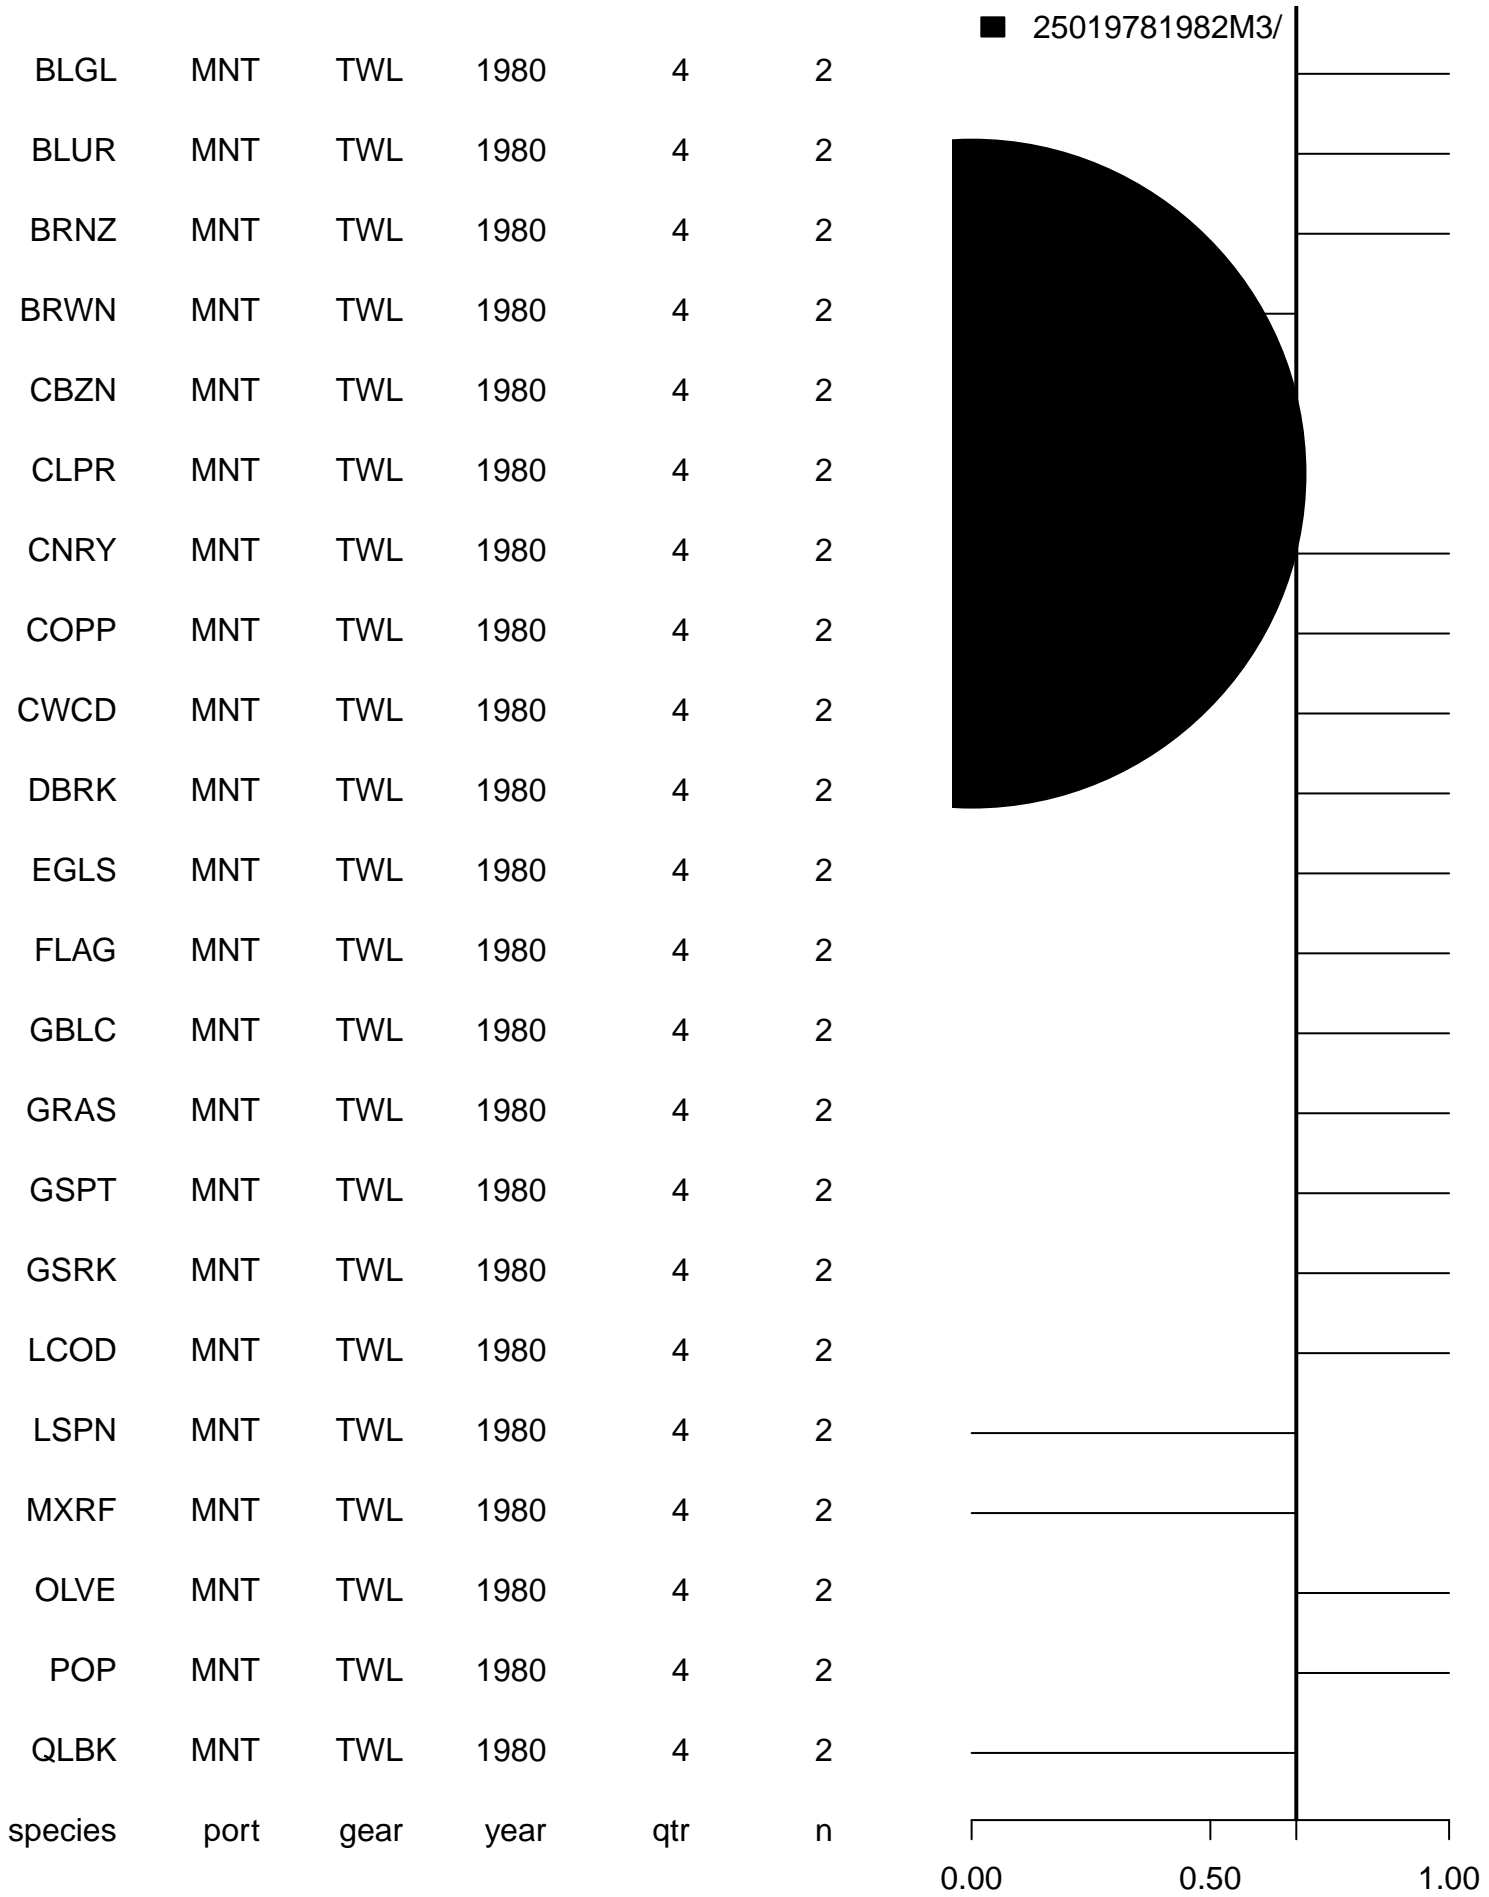 25019781982M3/
BLGL MNT TWL 1980 4 2
BLUR MNT TWL 1980 4 2
BRNZ MNT TWL 1980 4 2
BRWN MNT TWL 1980 4 2
CBZN MNT TWL 1980 4 2
CLPR MNT TWL 1980 4 2
CNRY MNT TWL 1980 4 2
COPP MNT TWL 1980 4 2
CWCD MNT TWL 1980 4 2
DBRK MNT TWL 1980 4 2
EGLS MNT TWL 1980 4 2
FLAG MNT TWL 1980 4 2
GBLC MNT TWL 1980 4 2
GRAS MNT TWL 1980 4 2
GSPT MNT TWL 1980 4 2
GSRK MNT TWL 1980 4 2
LCOD MNT TWL 1980 4 2
LSPN MNT TWL 1980 4 2
MXRF MNT TWL 1980 4 2
OLVE MNT TWL 1980 4 2
POP MNT TWL 1980 4 2
QLBK MNT TWL 1980 4 2
species port gear year qtr n
0.00 0.50 1.00